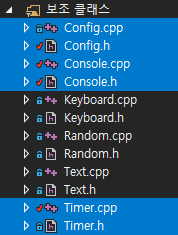 보조 클래스
Config.cpp
Config.h
Console.cpp
Console.h
Keyboard.cpp
Keyboard.h
Random.cpp
Random.h
Text.cpp
Text.h
Timer.cpp
Timer.h